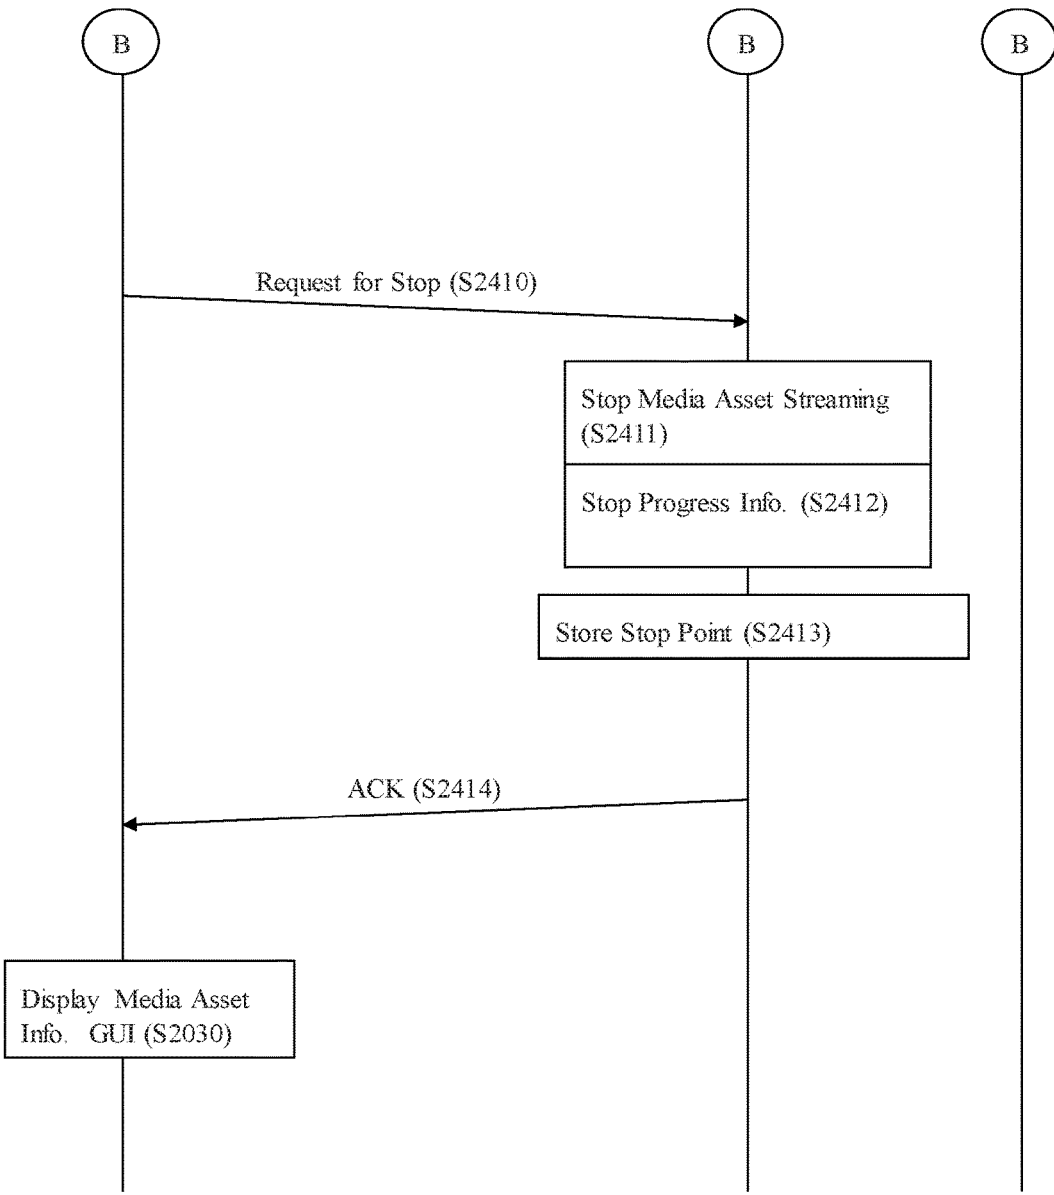 B
B
B
Request for Stop (S2410)
Stop Media Asset Streaming
(S2411)
Stop Progress Info. (S2412)
Store Stop Point (S2413)
ACK (S2414)
Display Media Asset
Info. GUI (S2030)